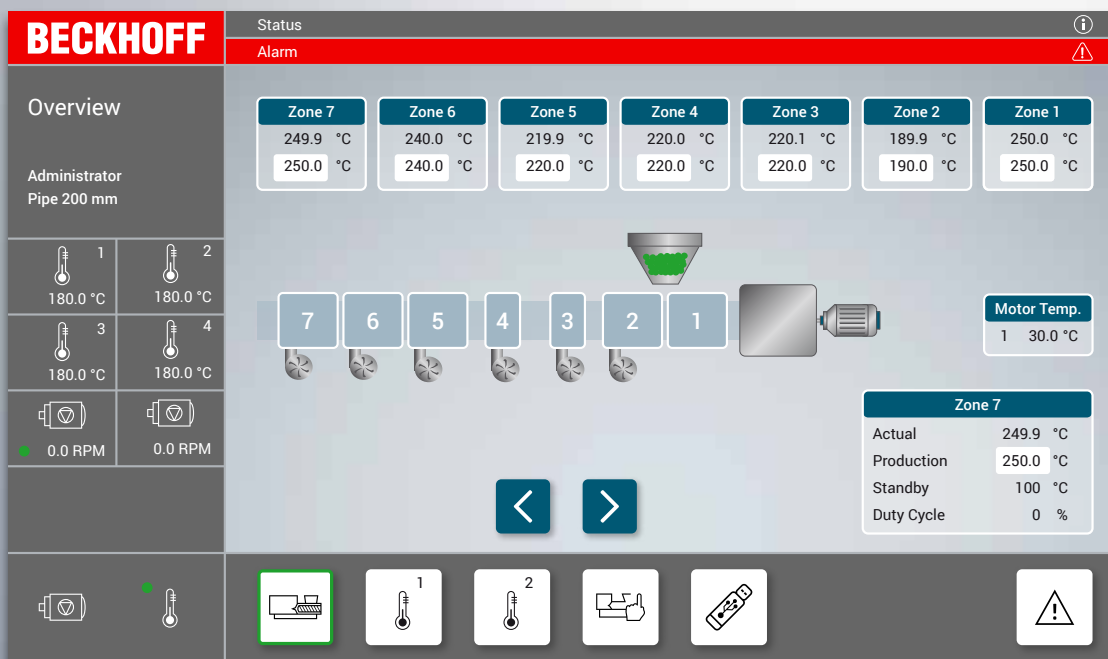 BECKHOFF
Status
Alarm
Overview
Administrator
Pipe 200 mm
1
180.0 °C
2
180.0 °C
3
180.0 °C
4
180.0 °C
0.0 RPM
0.0 RPM
Zone 7
249.9 °C
250.0 °C
Zone 6
240.0 °C
240.0 °C
Zone 5
219.9 °C
220.0 °C
Zone 4
220.0 °C
220.0 °C
Zone 3
220.1 °C
220.0 °C
Zone 2
189.9 °C
190.0 °C
Zone 1
250.0 °C
250.0 °C
7 6 5 4 3 2 1
Motor Temp.
1 30.0 °C
Zone 7
Actual 249.9 °C
Production 250.0 °C
Standby 100 °C
Duty Cycle 0 %
1
2